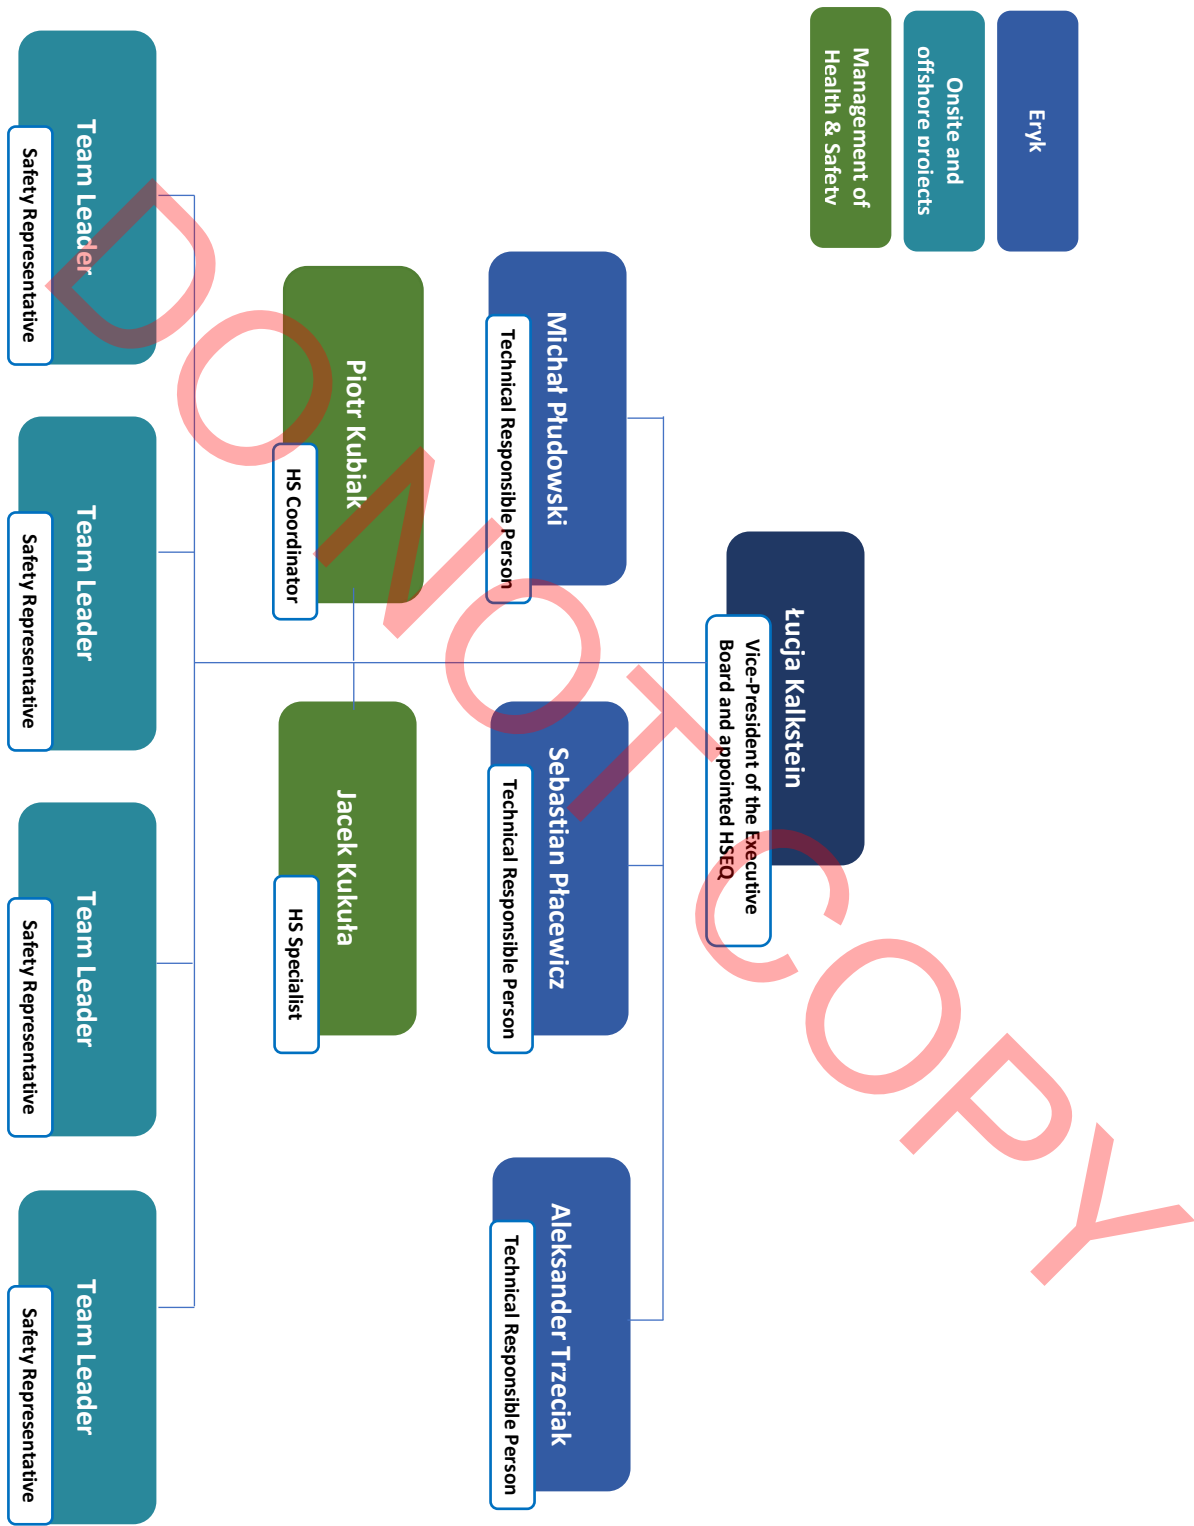 Eryk
Onsite and
offshore projects
Management of
Health & Safety
Łucja Kalkstein
Vice-President of the Executive
Board and appointed HSEQ
Michał Płudowski
Technical Responsible Person
Sebastian Płacewicz
Technical Responsible Person
Aleksander Trzeciak
Technical Responsible Person
Piotr Kubiak
HS Coordinator
Jacek Kukuła
HS Specialist
Team Leader
Safety Representative
Team Leader
Safety Representative
Team Leader
Safety Representative
Team Leader
Safety Representative
DO NOT COPY